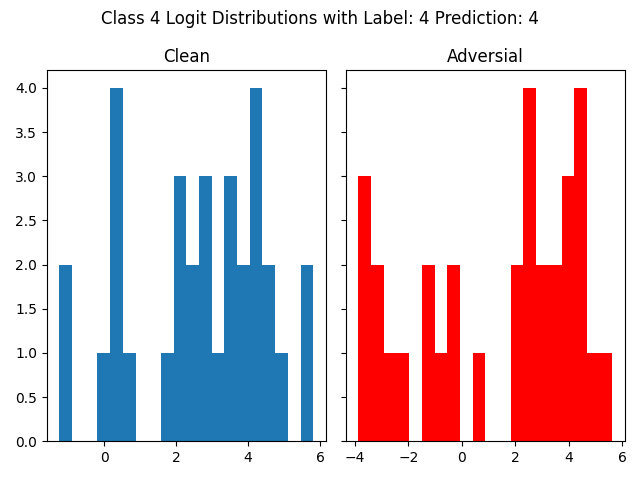 Class 4 Logit Distributions with Label: 4 Prediction: 4
Clean
Adversial
4.0
3.5
3.0
2.5
2.0
1.5
1.0
0.5
0.0
0 2 4 6
−4 −2 0 2 4 6